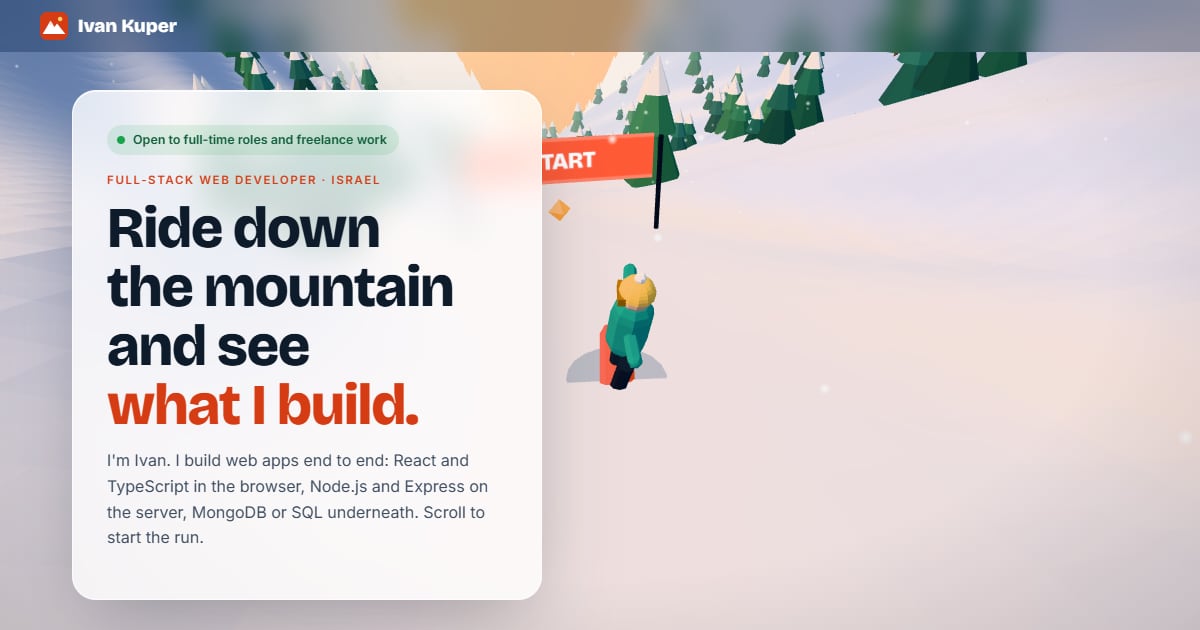 Ivan Kuper
Open to full-time roles and freelance work
FULL-STACK WEB DEVELOPER · ISRAEL
Ride down
the mountain
and see
what I build.
I'm Ivan. I build web apps end to end: React and
TypeScript in the browser, Node.js and Express on
the server, MongoDB or SQL underneath. Scroll to
start the run.
TART